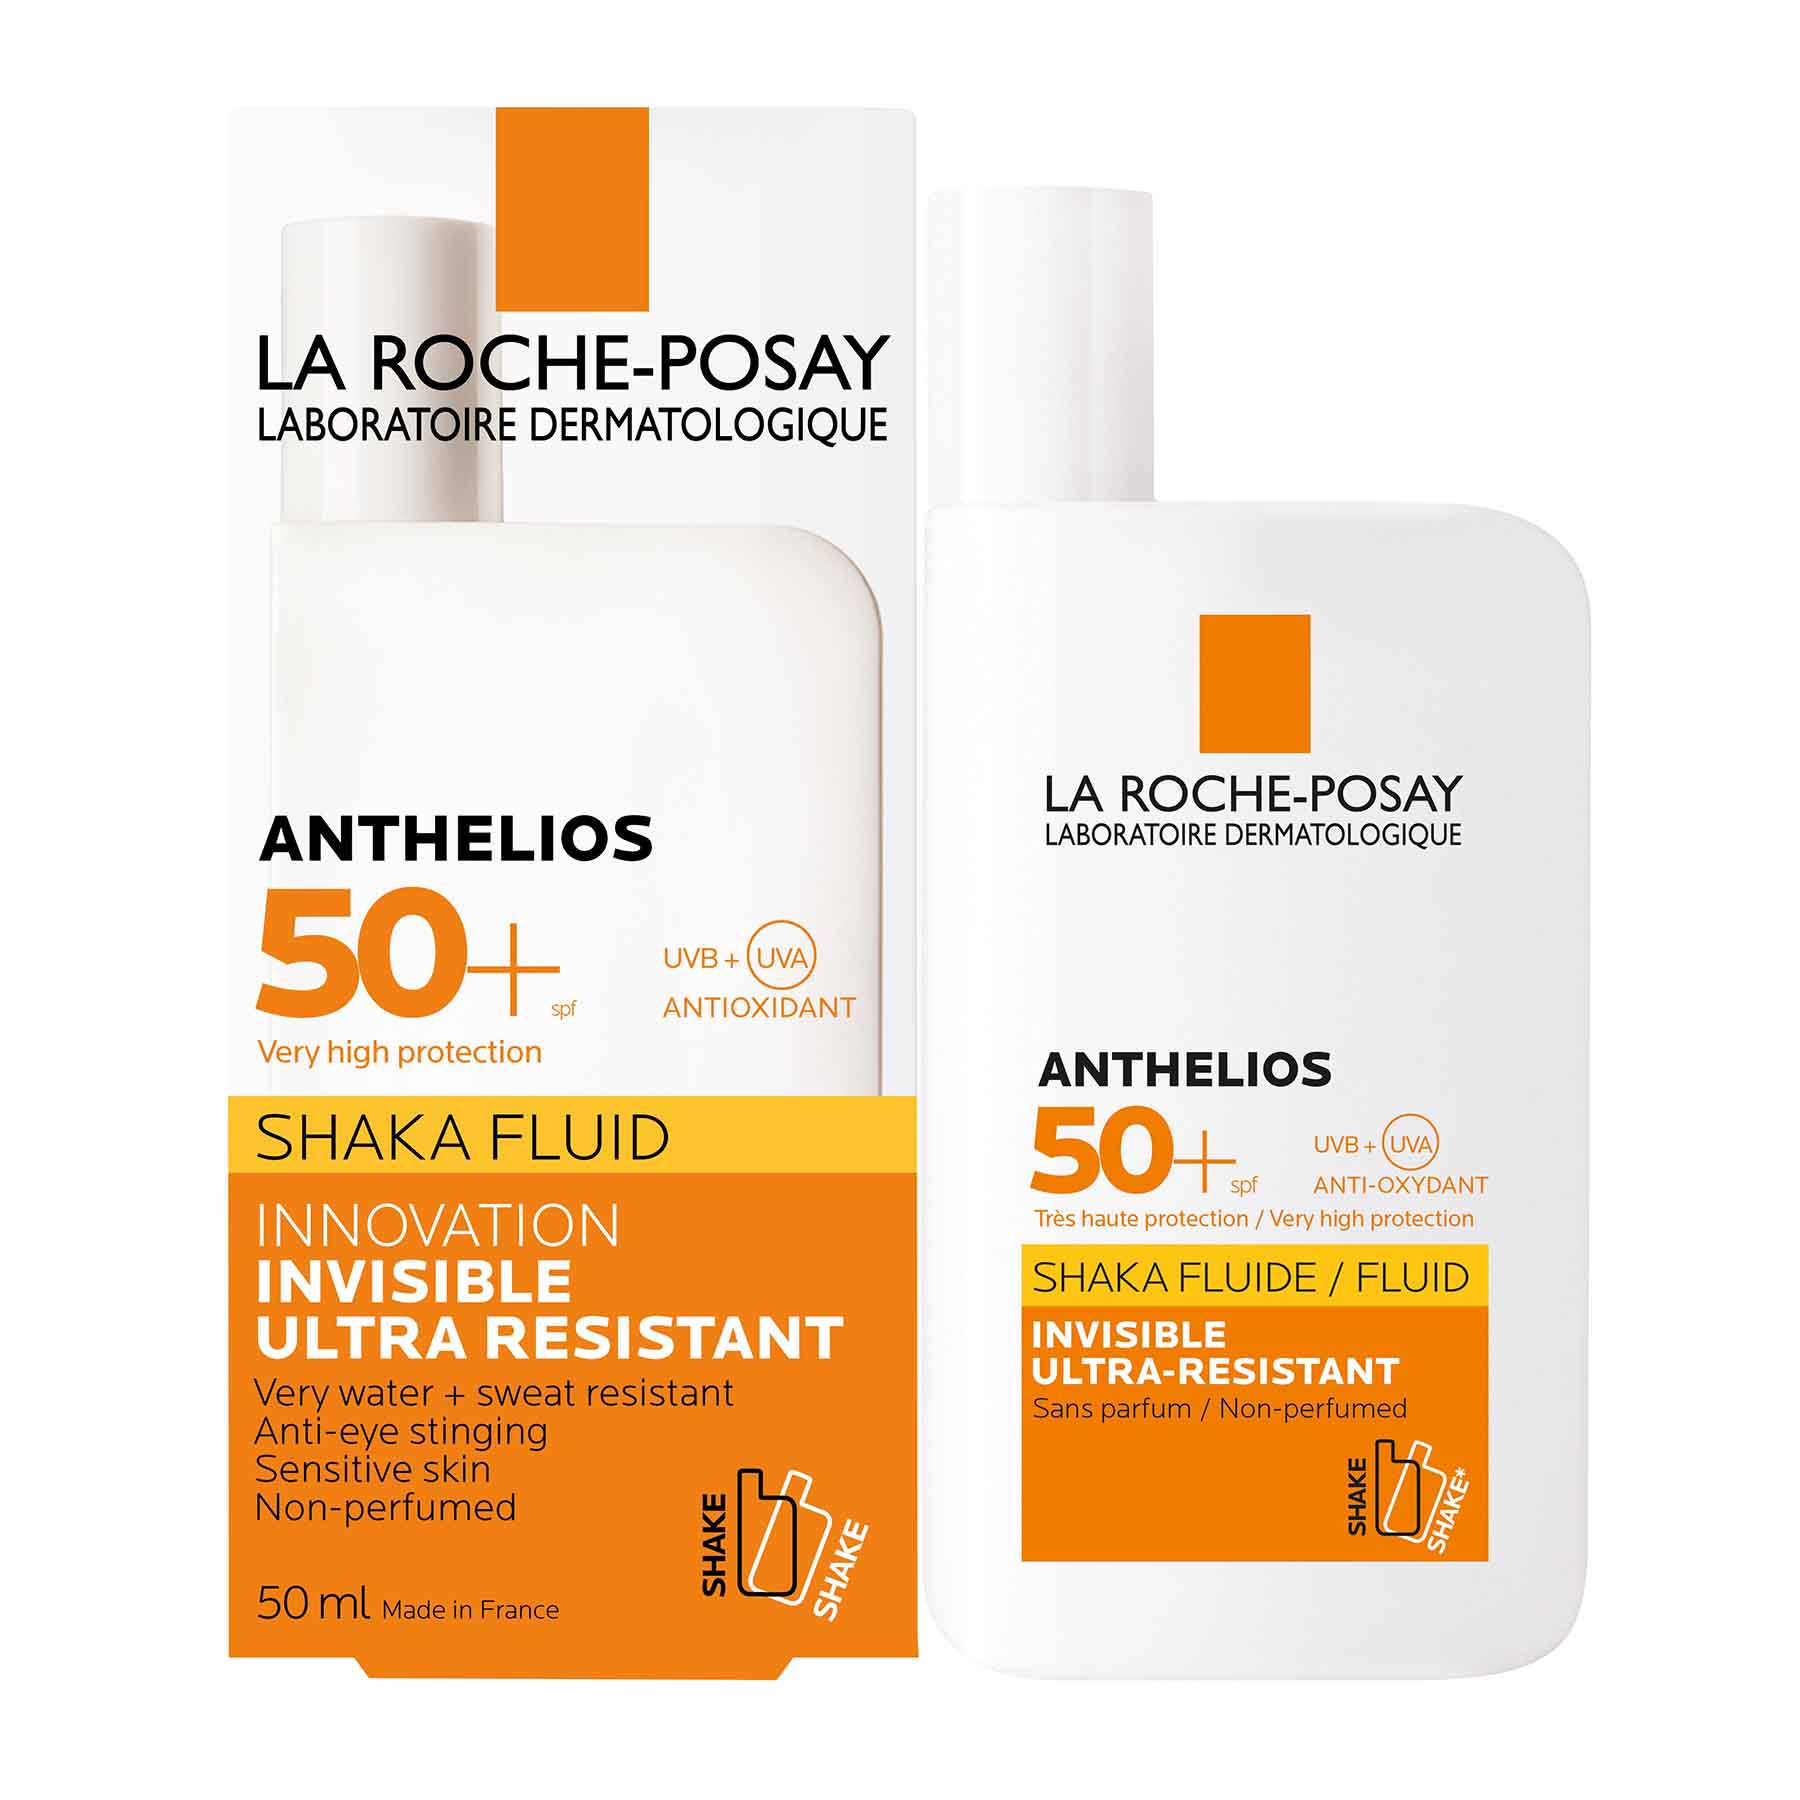 LA ROCHE-POSAY
LABORATOIRE DERMATOLOGIQUE
ANTHELIOS
50+ spf
UVB + UVA
ANTIOXIDANT
Very high protection
SHAKA FLUID
INNOVATION
INVISIBLE
ULTRA RESISTANT
Very water + sweat resistant
Anti-eye stinging
Sensitive skin
Non-perfumed
SHAKE
SHAKE
50 ml Made in France
LA ROCHE-POSAY
LABORATOIRE DERMATOLOGIQUE
ANTHELIOS
50+ spf
UVB + UVA
ANTI-OXYDANT
Très haute protection / Very high protection
SHAKA FLUIDE / FLUID
INVISIBLE
ULTRA-RESISTANT
Sans parfum / Non-perfumed
SHAKE
SHAKE*